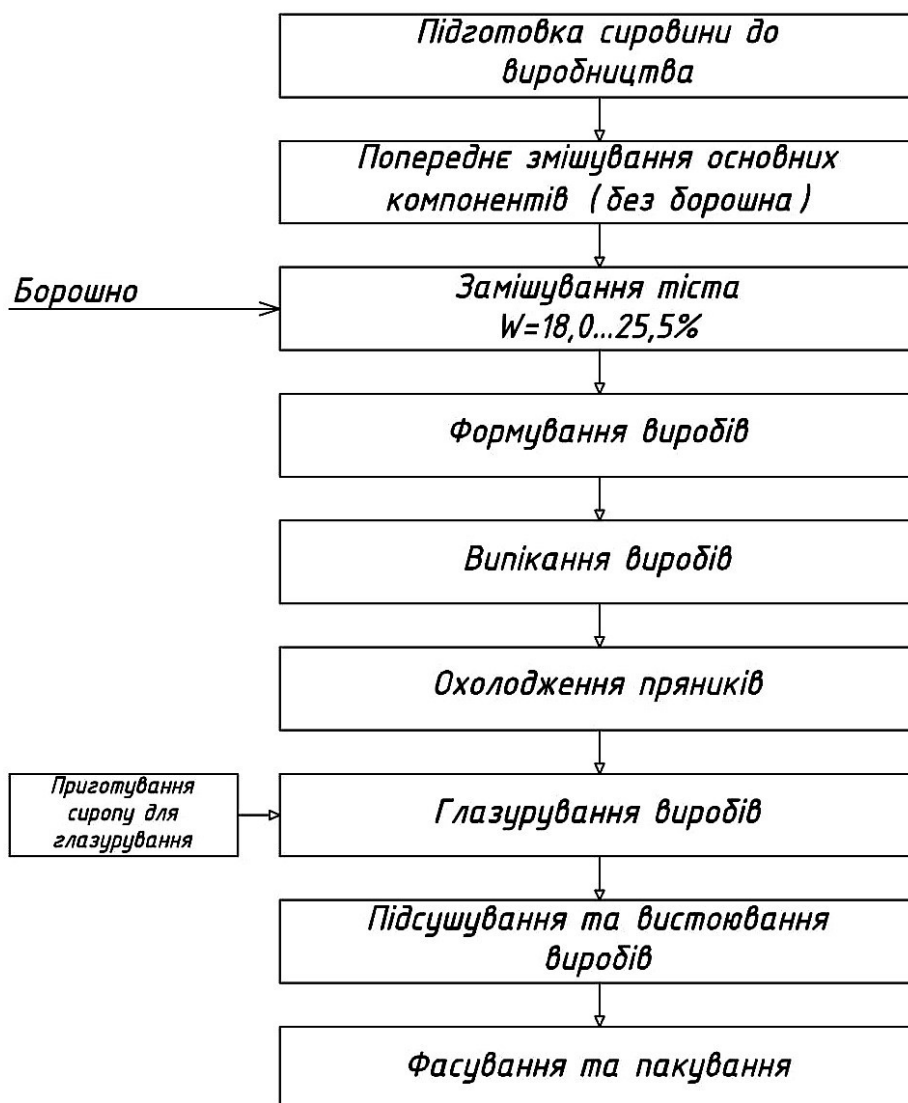 Підготовка сировини до
виробництва
Попереднє змішування основних
компонентів (без борошна)
Борошно
Замішування тіста
W=18,0...25,5%
Формування виробів
Випікання виробів
Охолодження пряників
Приготування
сиропу для
глазурування
Глазурування виробів
Підсушування та вистоювання
виробів
Фасування та пакування